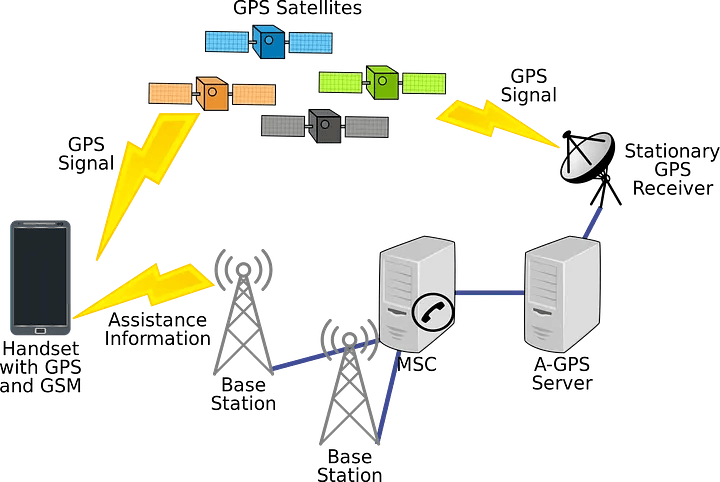 GPS Satellites
GPS
Signal
GPS
Signal
Stationary
GPS
Receiver
Assistance
Information
Handset
with GPS
and GSM
Base
Station
MSC
A-GPS
Server
Base
Station